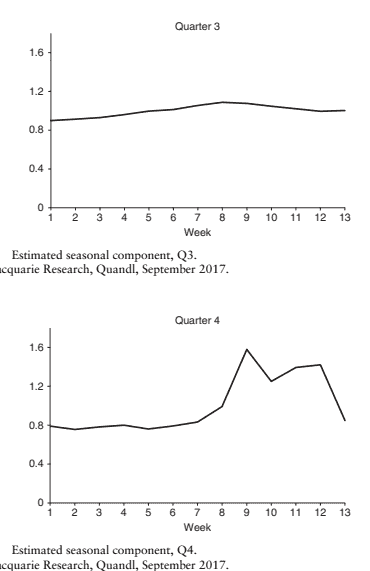 Quarter 3
1.6
1.2
0.8
0.4
0
1 2 3 4 5 6 7 8 9 10 11 12 13
Week
Estimated seasonal component, Q3.
Research, Quandl, September 2017.
Quarter 4
1.6
1.2
0.8
0.4
0
1 2 3 4 5 6 7 8 9 10 11 12 13
Week
Estimated seasonal component, Q4.
Research, Quandl, September 2017.